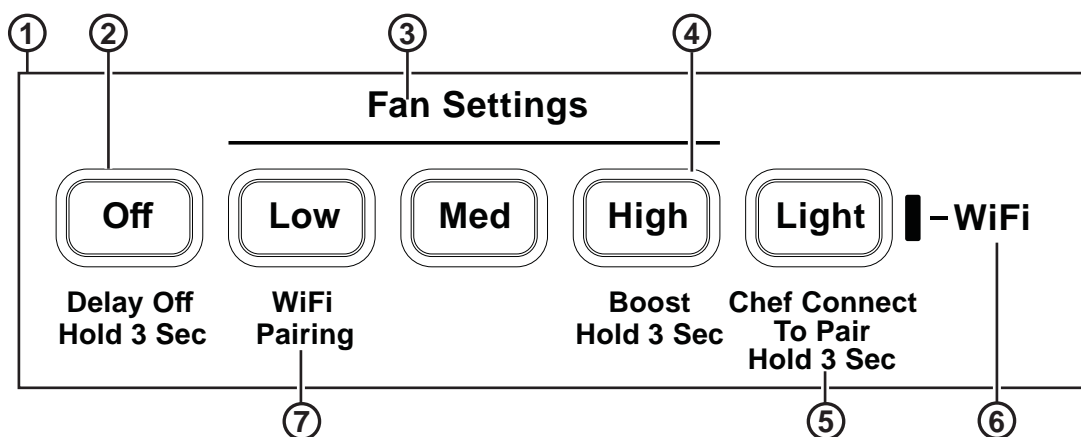 1 2 3 4
Fan Settings
Off Low Med High Light - WiFi
Delay Off WiFi Boost Chef Connect
Hold 3 Sec Pairing Hold 3 Sec To Pair
Hold 3 Sec
7 5 6